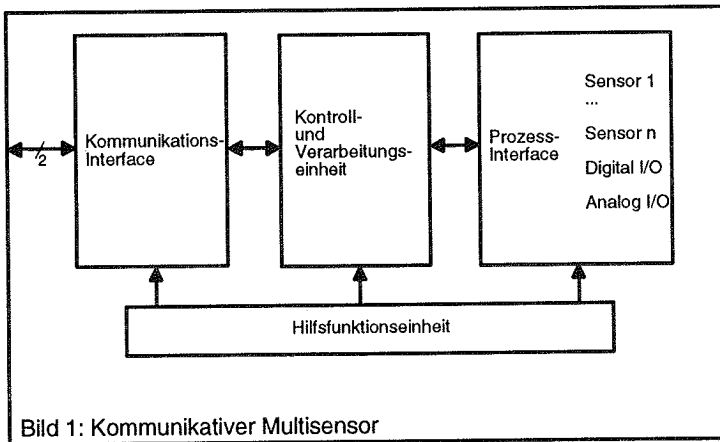 Kommunikations-
Interface
2
Kontroll-
und
Verarbeitungs-
einheit
Prozess-
Interface
Sensor 1
...
Sensor n
Digital I/O
Analog I/O
Hilfsfunktionseinheit
Bild 1: Kommunikativer Multisensor